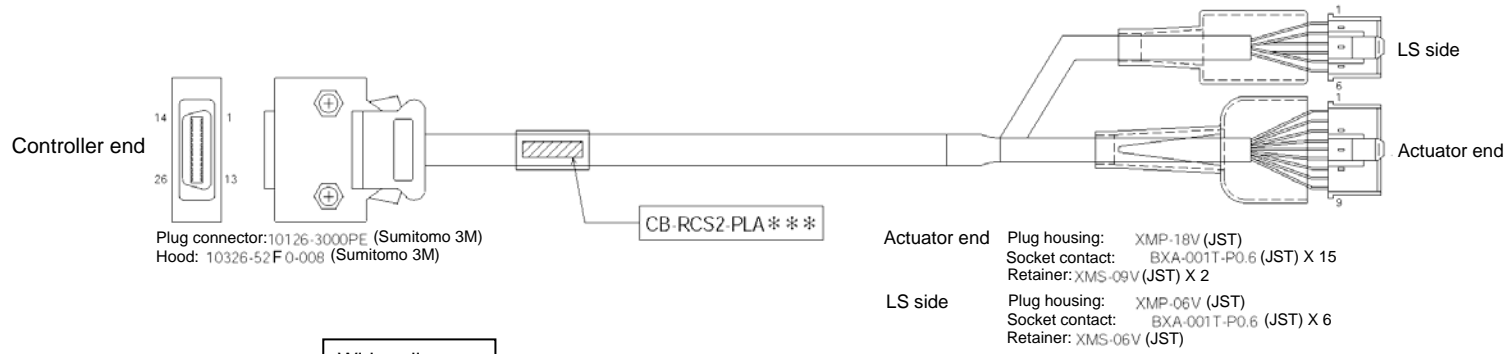 1
LS side
6
1
14
1
Controller end
Actuator end
26
13
9
CB-RCS2-PLA＊＊＊
Plug connector:10126-3000PE (Sumitomo 3M)
Hood: 10326-52F0-008 (Sumitomo 3M)
Actuator end Plug housing: XMP-18V (JST)
Socket contact: BXA-001T-P0.6 (JST) X 15
Retainer: XMS-09V (JST) X 2
LS side Plug housing: XMP-06V (JST)
Socket contact: BXA-001T-P0.6 (JST) X 6
Retainer: XMS-06V (JST)